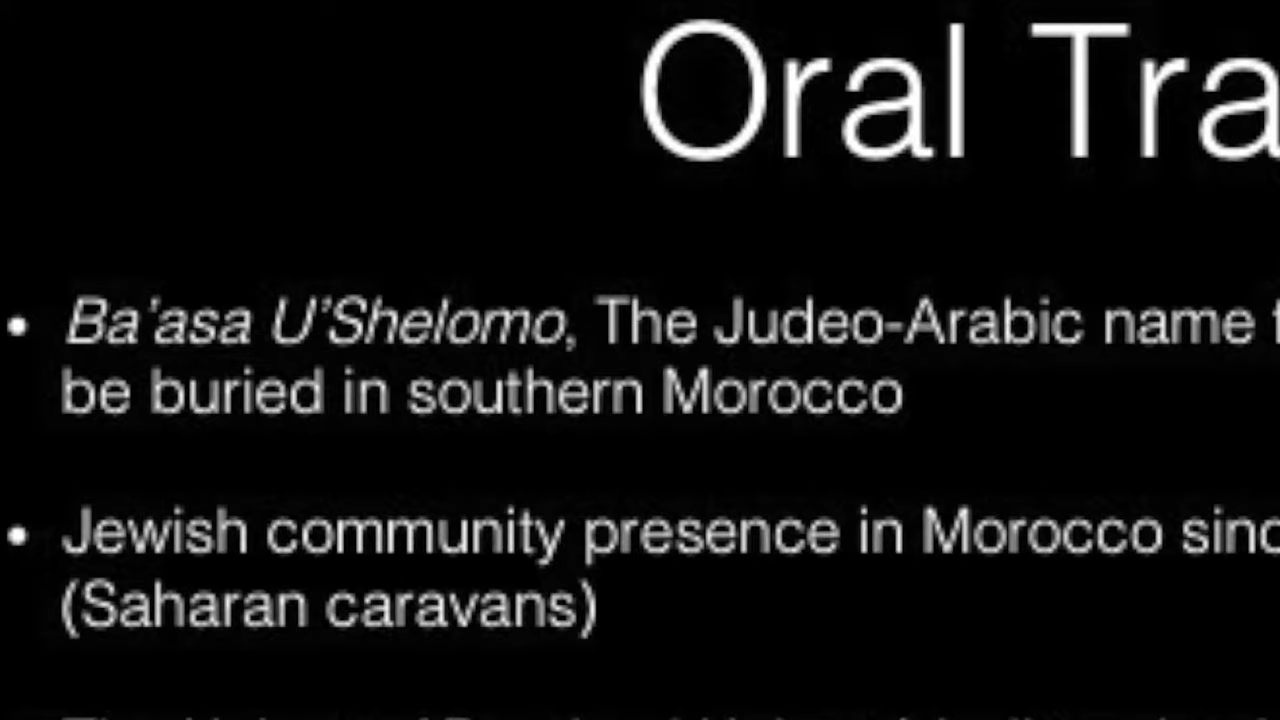 Oral Tra
• Ba'asa U'Shelomo, The Judeo-Arabic name
be buried in southern Morocco
• Jewish community presence in Morocco sinc
(Saharan caravans)